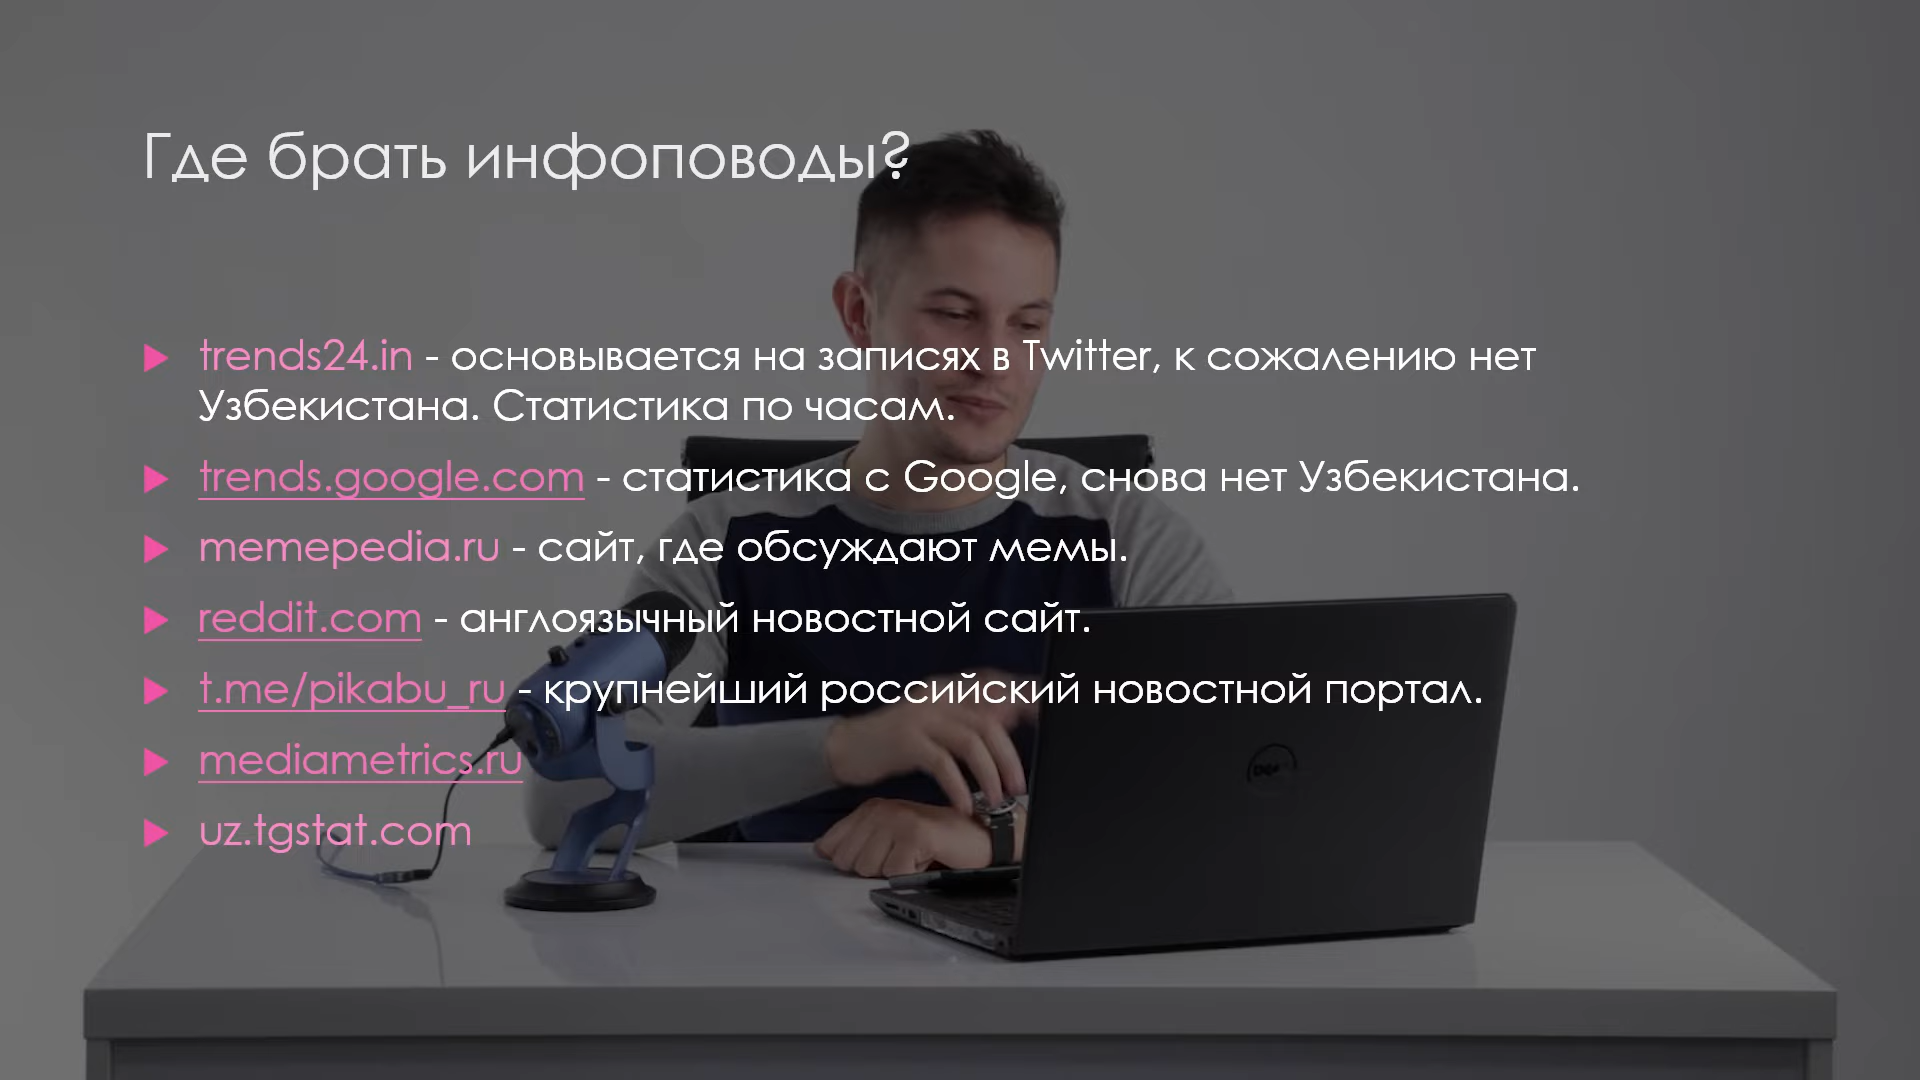 Где брать инфоповоды?
trends24.in - основывается на записях в Twitter, к сожалению нет
Узбекистана. Статистика по часам.
trends.google.com - статистика с Google, снова нет Узбекистана.
memepedia.ru - сайт, где обсуждают мемы.
reddit.com - англоязычный новостной сайт.
t.me/pikabu_ru - крупнейший российский новостной портал.
mediametrics.ru
uz.tgstat.com
DELL